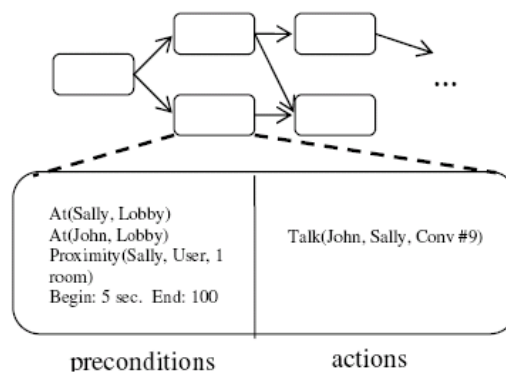 ...
At(Sally, Lobby)
At(John, Lobby)
Proximity(Sally, User, 1
room)
Begin: 5 sec. End: 100
Talk(John, Sally, Conv #9)
preconditions
actions